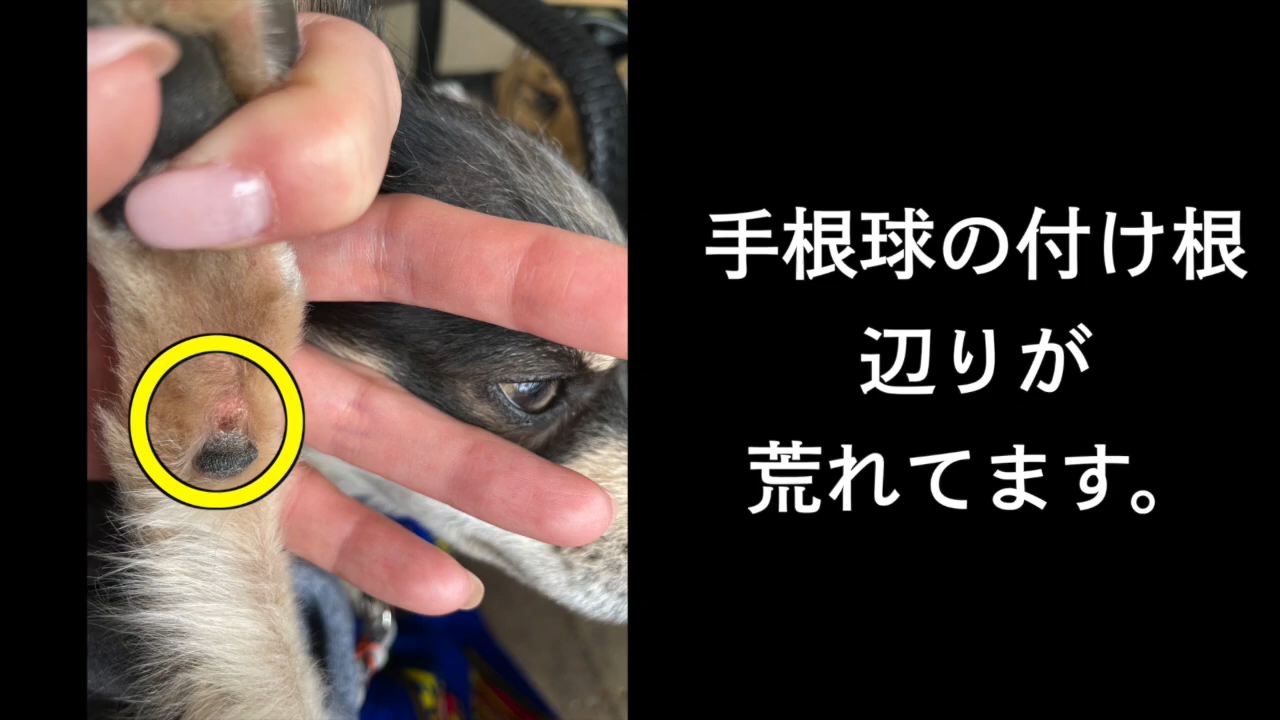 手根球の付け根
辺りが
荒れてます。